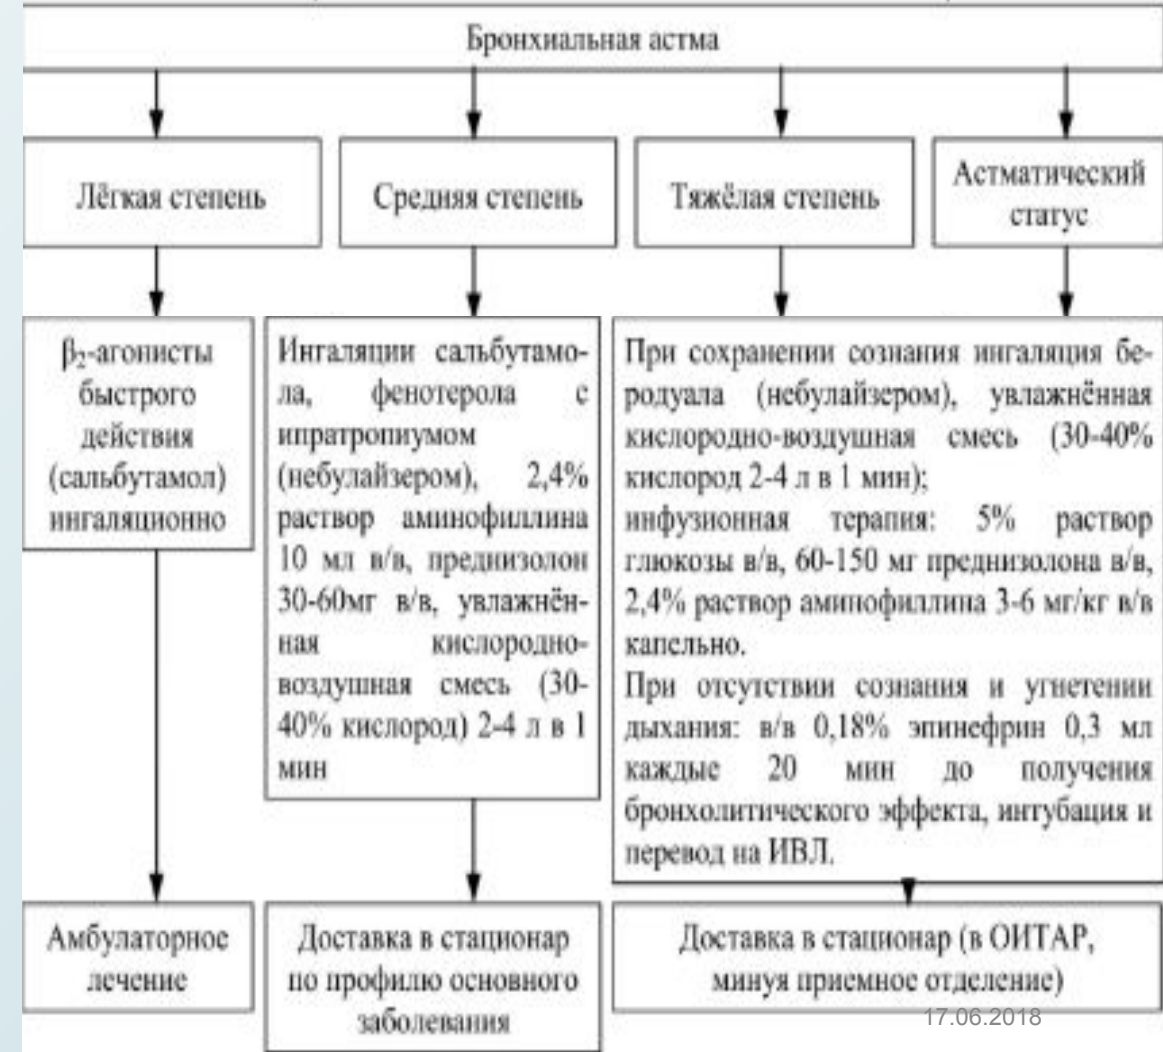 Бронхиальная астма
Лёгкая степень
Средняя степень
Тяжёлая степень
Астматический
статус
β₂-агонисты
быстрого
действия
(сальбутамол)
ингаляционно
Ингаляции сальбутамо-
ла, фенотерола с
ипратропиумом
(небулайзером), 2,4%
раствор аминофиллина
10 мл в/в, преднизолон
30-60мг в/в, увлажнён-
ная кислородно-
воздушная смесь (30-
40% кислород) 2-4 л в 1
мин
При сохранении сознания ингаляция бе-
родуала (небулайзером), увлажнённая
кислородно-воздушная смесь (30-40%
кислород 2-4 л в 1 мин);
инфузионная терапия: 5% раствор
глюкозы в/в, 60-150 мг преднизолона в/в,
2,4% раствор аминофиллина 3-6 мг/кг в/в
капельно.
При отсутствии сознания и угнетении
дыхания: в/в 0,18% эпинефрин 0,3 мл
каждые 20 мин до получения
бронхолитического эффекта, интубация и
перевод на ИВЛ.
Амбулаторное
лечение
Доставка в стационар
по профилю основного
заболевания
Доставка в стационар (в ОИТАР,
минуя приемное отделение)
17.06.2018